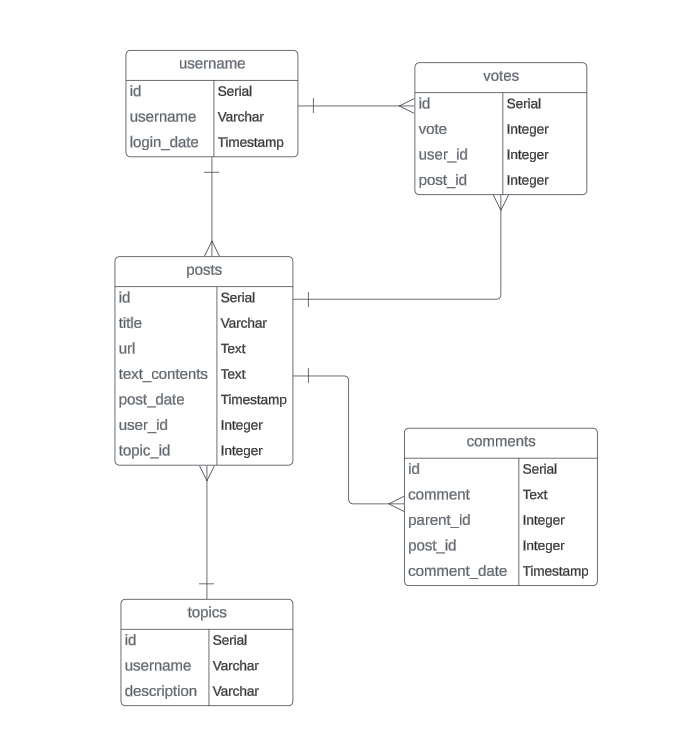 username
id Serial
username Varchar
login_date Timestamp
votes
id Serial
vote Integer
user_id Integer
post_id Integer
posts
id Serial
title Varchar
url Text
text_contents Text
post_date Timestamp
user_id Integer
topic_id Integer
comments
id Serial
comment Text
parent_id Integer
post_id Integer
comment_date Timestamp
topics
id Serial
username Varchar
description Varchar